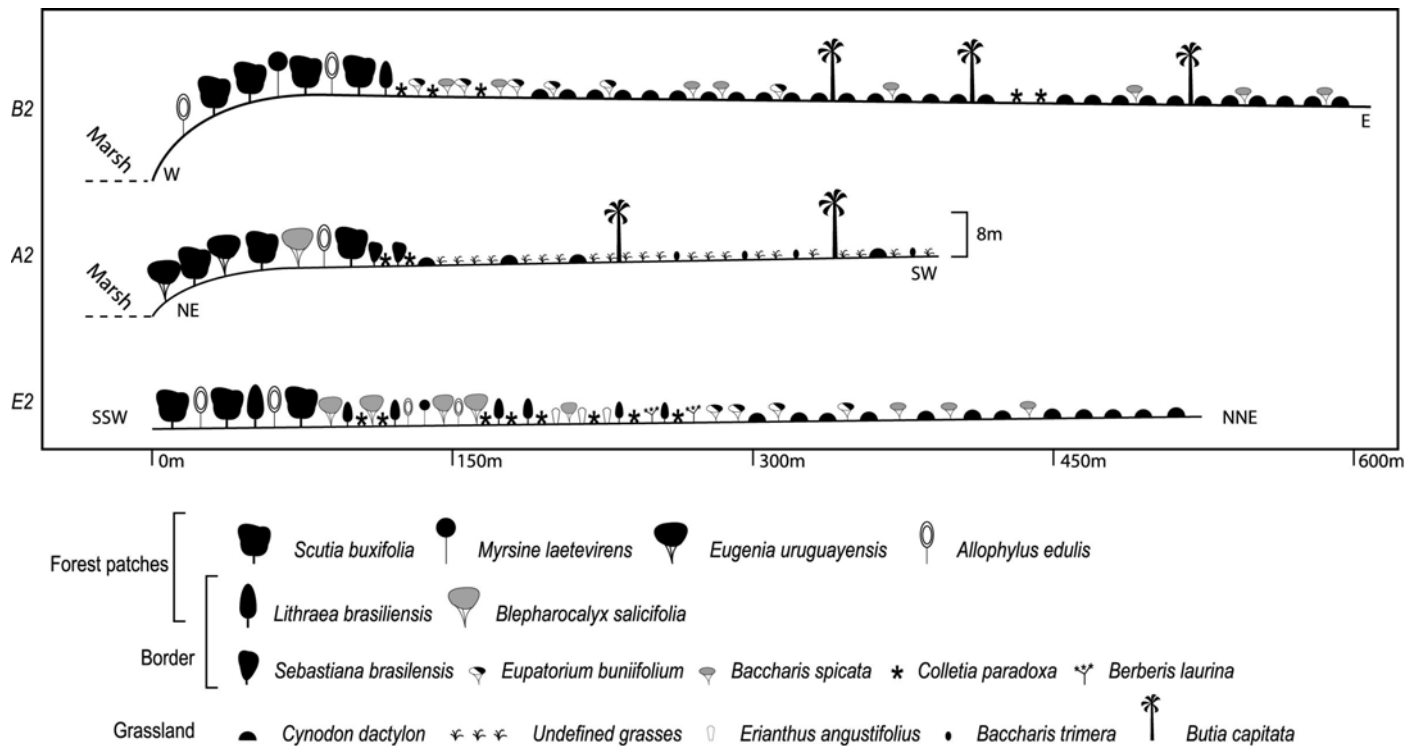 B2
Marsh
W
E
A2
Marsh
NE
SW
8m
E2
SSW
NNE
0m 150m 300m 450m 600m
Forest patches
Scutia buxifolia Myrsine laetevirens Eugenia uruguayensis Allophylus edulis
Lithraea brasiliensis Blepharocalyx salicifolia
Border
Sebastiana brasilensis Eupatorium buniifolium Baccharis spicata Colletia paradoxa Berberis laurina
Grassland Cynodon dactylon Undefined grasses Erianthus angustifolius Baccharis trimera Butia capitata